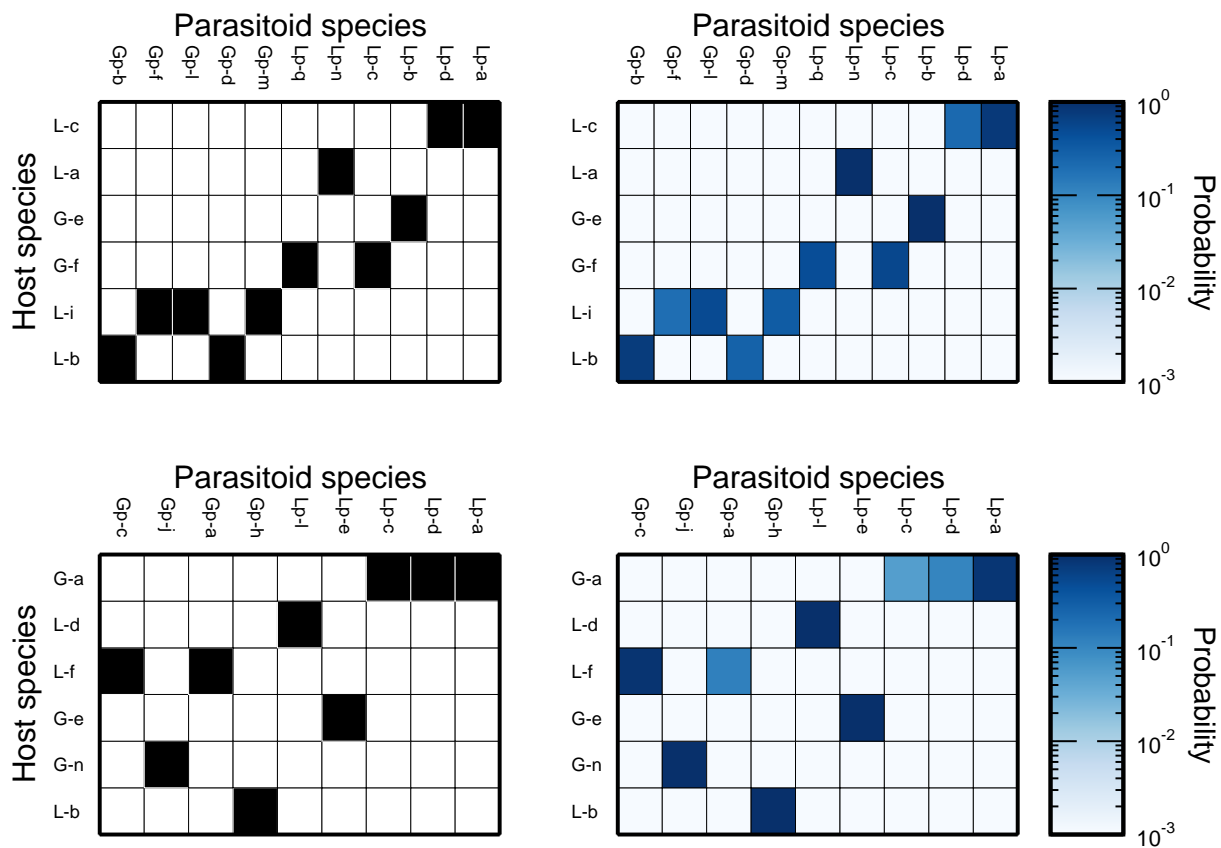 Parasitoid species
Parasitoid species
Gp-b Gp-f Gp-l Gp-d Gp-m Lp-q Lp-n Lp-c Lp-b Lp-d Lp-a
Gp-b Gp-f Gp-l Gp-d Gp-m Lp-q Lp-n Lp-c Lp-b Lp-d Lp-a
Host species
L-c
L-a
G-e
G-f
L-i
L-b
10^0
10^-1
10^-2
10^-3
Probability
Parasitoid species
Parasitoid species
Gp-c Gp-j Gp-a Gp-h Lp-l Lp-e Lp-c Lp-d Lp-a
Gp-c Gp-j Gp-a Gp-h Lp-l Lp-e Lp-c Lp-d Lp-a
Host species
G-a
L-d
L-f
G-e
G-n
L-b
10^0
10^-1
10^-2
10^-3
Probability